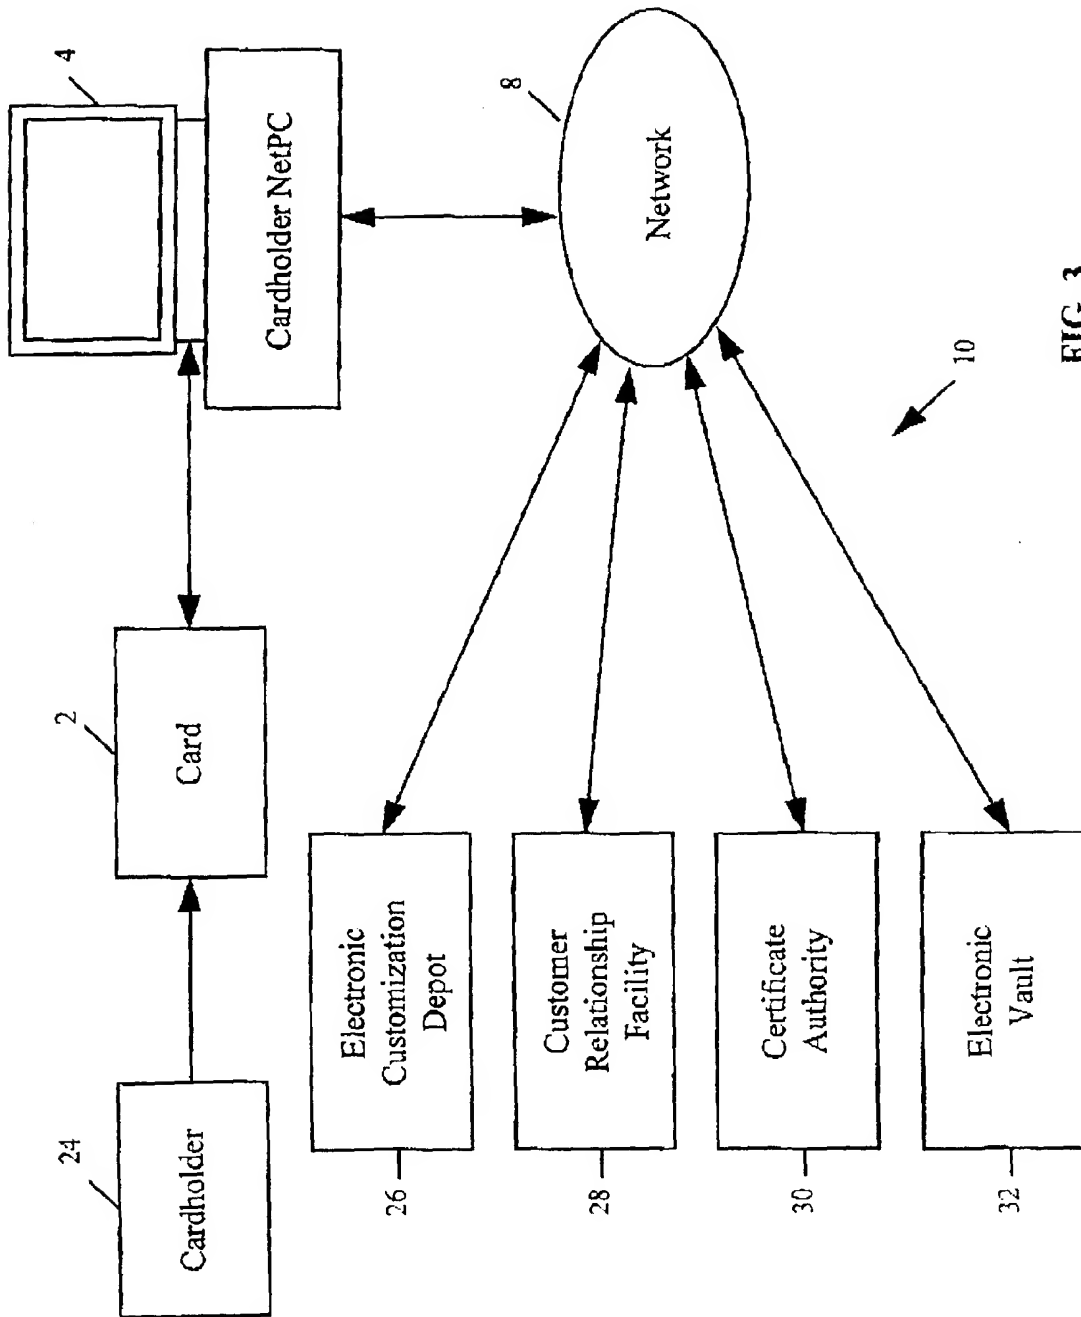 24
Cardholder
2
Card
4
Cardholder NetPC
26
Electronic
Customization
Depot
8
Network
28
Customer
Relationship
Facility
30
Certificate
Authority
10
32
Electronic
Vault
FIG. 3